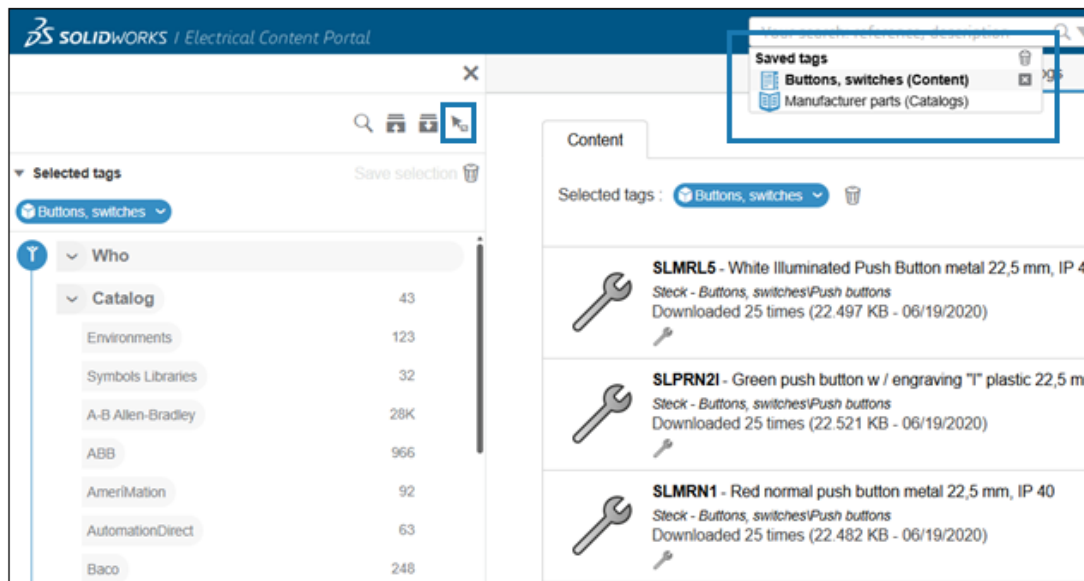 SOLIDWORKS / Electrical Content Portal
Your search: reference, description
Saved tags
Buttons, switches (Content)
Manufacturer parts (Catalogs)
Selected tags
Save selection
Buttons, switches
Who
Catalog 43
Environments 123
Symbols Libraries 32
A-B Allen-Bradley 28K
ABB 966
AmeriMation 92
AutomationDirect 63
Baco 248
Content
Selected tags :
Buttons, switches
SLMRL5 - White Illuminated Push Button metal 22,5 mm, IP 4
Steck - Buttons, switches\Push buttons
Downloaded 25 times (22.497 KB - 06/19/2020)
SLPRN2I - Green push button w / engraving "I" plastic 22,5 m
Steck - Buttons, switches\Push buttons
Downloaded 25 times (22.521 KB - 06/19/2020)
SLMRN1 - Red normal push button metal 22,5 mm, IP 40
Steck - Buttons, switches\Push buttons
Downloaded 25 times (22.482 KB - 06/19/2020)